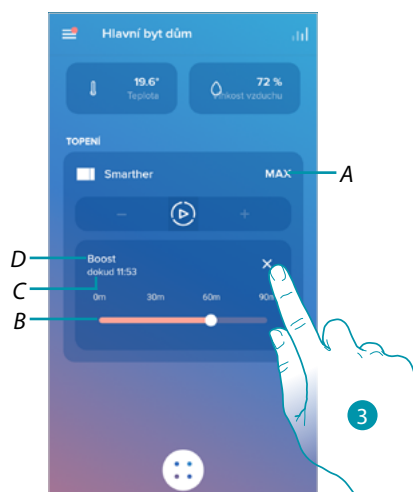 Hlavní byt dům
19.6°
Teplota
72 %
Vlhkost vzduchu
TOPENÍ
Smarther
MAX
A
−
+
D
Boost
C
dokud 11:53
0m 30m 60m 90m
B
3